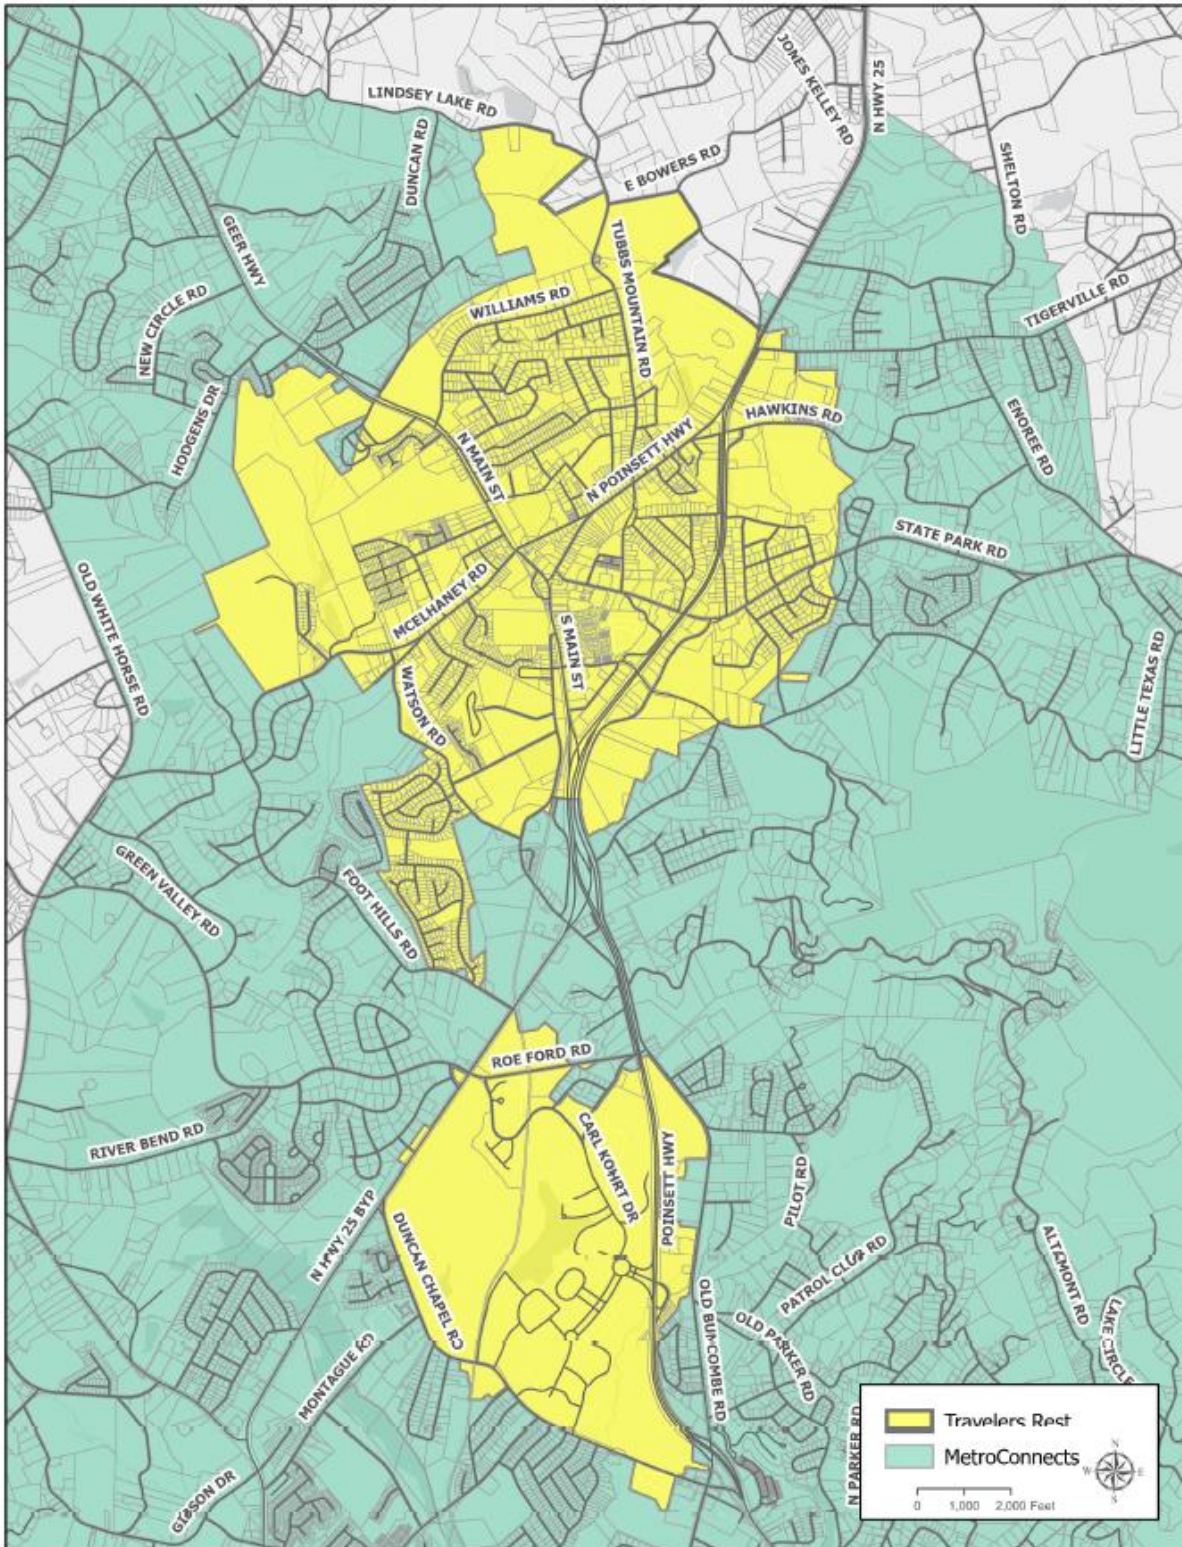 LINDSEY LAKE RD
JONES KELLEY RD
N HWY 25
DUNCAN RD
E BOWERS RD
SHELTON RD
GEER HWY
TUBBS MOUNTAIN RD
TIGERVILLE RD
WILLIAMS RD
NEW CIRCLE RD
HODGENS DR
HAWKINS RD
ENOREE RD
N MAIN ST
N POINSETT HWY
STATE PARK RD
OLD WHITE HORSE RD
MCELHANEY RD
S MAIN ST
WATSON RD
LITTLE TEXAS RD
GREEN VALLEY RD
FOOT HILLS RD
ROE FORD RD
RIVER BEND RD
CARL KOHRT DR
POINSETT HWY
PILOT RD
N HWY 25 BYP
DUNCAN CHAPEL RD
PATROL CLUB RD
ALTAMONT RD
OLD BUNCOMBE RD
OLD PARKER RD
LAKE CIRCLE
MONTAGUE RD
GIBSON DR
N PARKER RD
Travelers Rest
MetroConnects
N
W E
S
0 1,000 2,000 Feet